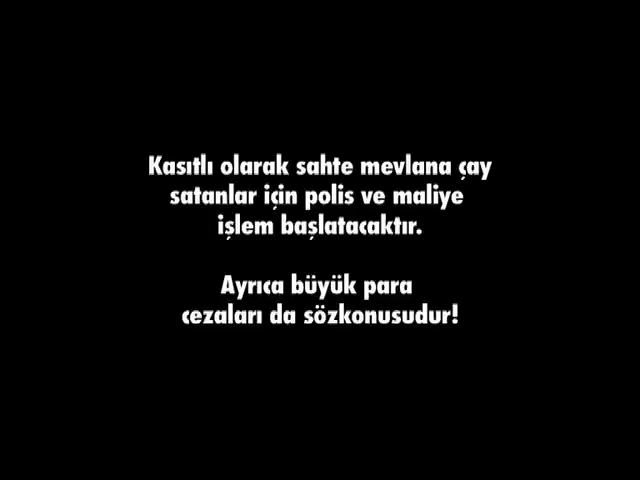 Kasıtlı olarak sahte mevlana çay
satanlar için polis ve maliye
işlem başlatacaktır.
Ayrıca büyük para
cezaları da sözkonusudur!